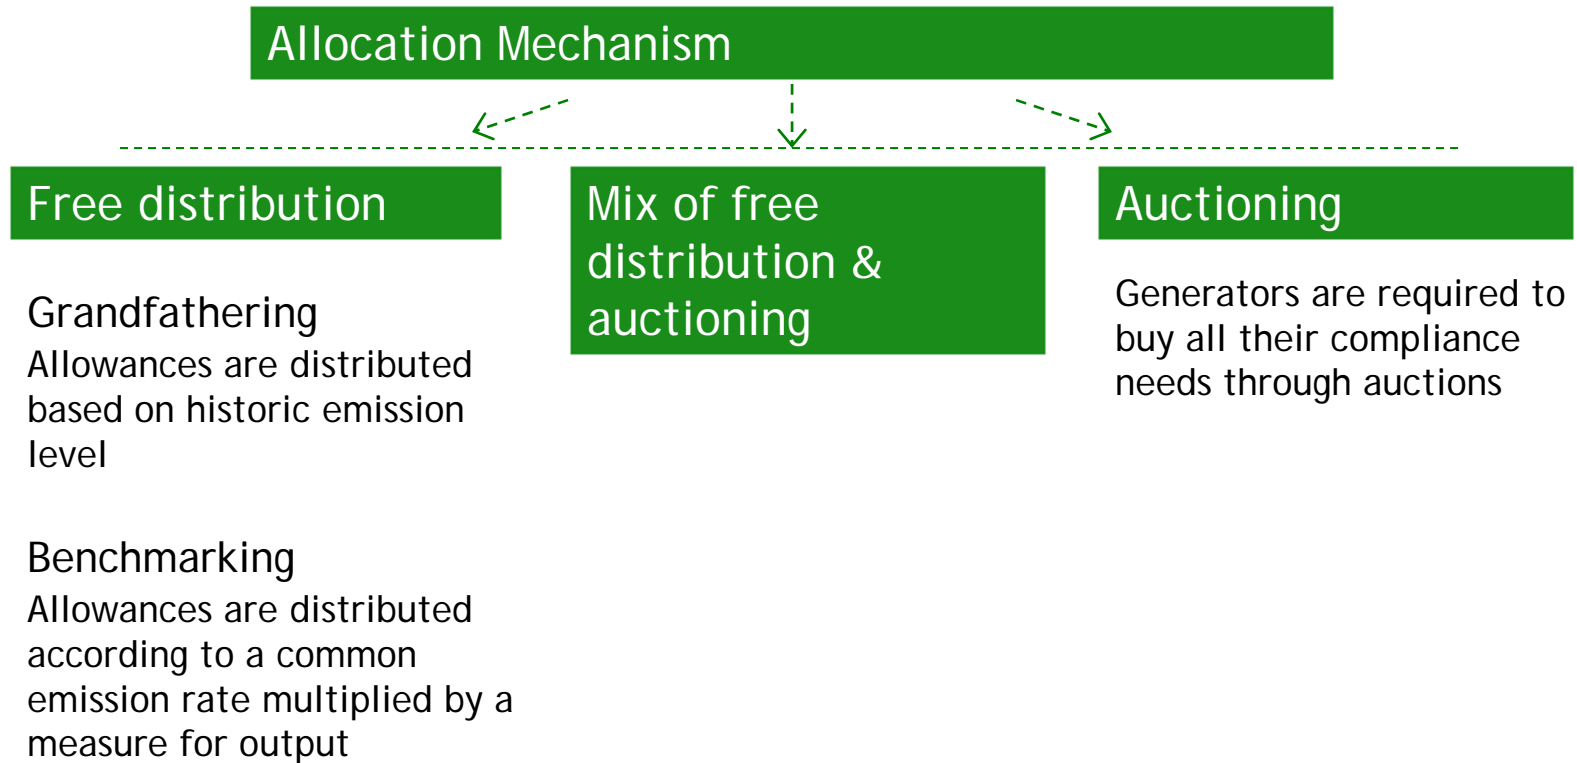 Allocation Mechanism
Free distribution
Grandfathering
Allowances are distributed
based on historic emission
level
Benchmarking
Allowances are distributed
according to a common
emission rate multiplied by a
measure for output
Mix of free
distribution &
auctioning
Auctioning
Generators are required to
buy all their compliance
needs through auctions